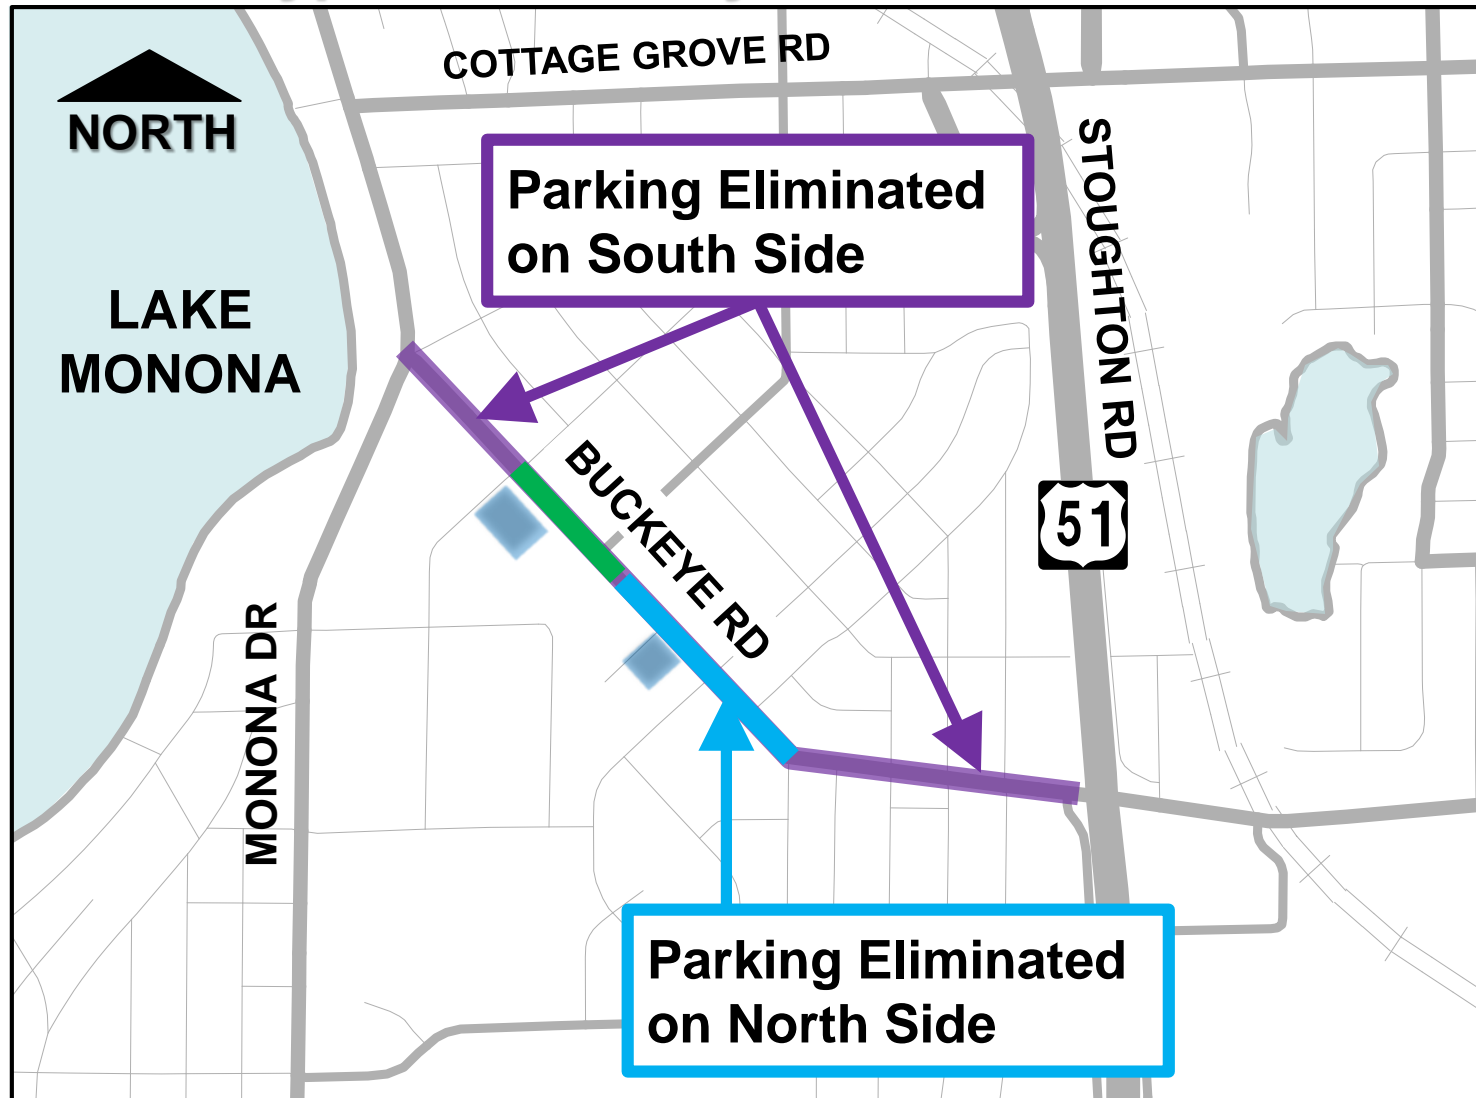 COTTAGE GROVE RD
NORTH
Parking Eliminated
on South Side
STOUGHTON RD
LAKE
MONONA
BUCKEYE RD
51
MONONA DR
Parking Eliminated
on North Side